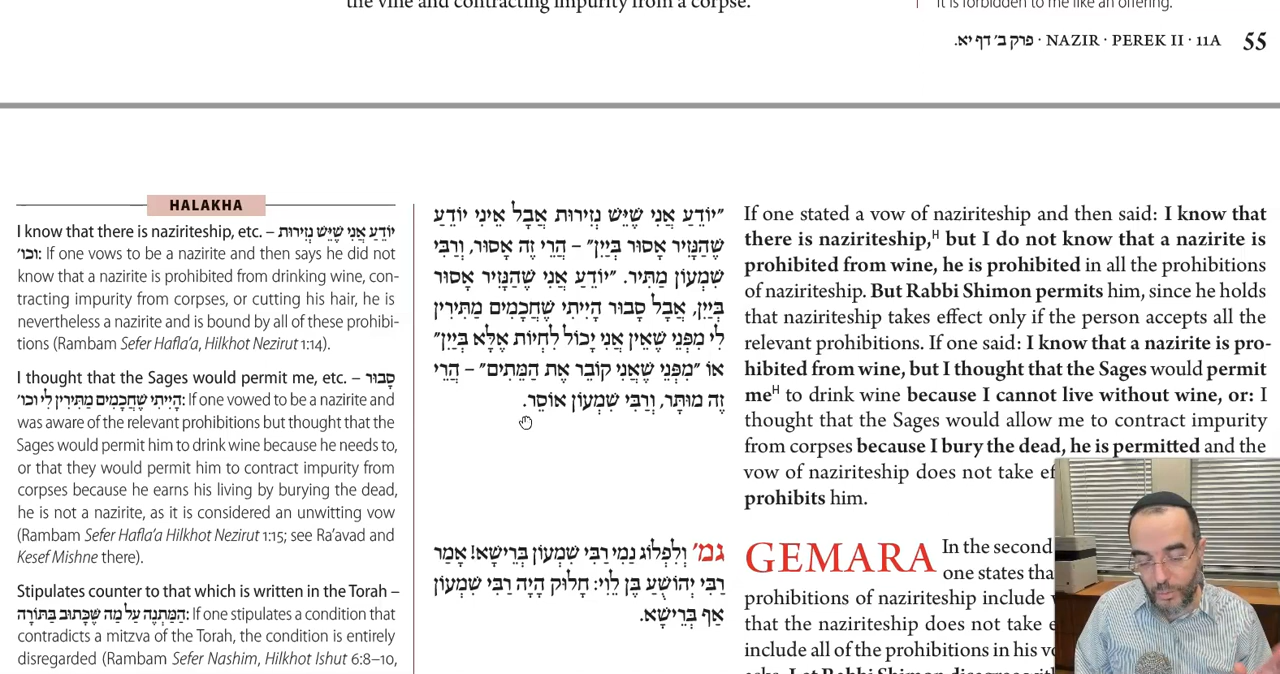 the vine and contracting impurity from a corpse.
It is forbidden to me like an offering.
פרק ב׳ דף יא. · NAZIR · PEREK II · 11A 55
HALAKHA
I know that there is naziriteship, etc. – יוֹדֵעַ אֲנִי שֶׁיֵּשׁ נְזִירוּת
וכו׳: If one vows to be a nazirite and then says he did not
know that a nazirite is prohibited from drinking wine, con-
tracting impurity from corpses, or cutting his hair, he is
nevertheless a nazirite and is bound by all of these prohibi-
tions (Rambam Sefer Hafla'a, Hilkhot Nezirut 1:14).
I thought that the Sages would permit me, etc. – סָבוּר
הָיִיתִי שֶׁחֲכָמִים מַתִּירִין לִי וכו׳: If one vowed to be a nazirite and
was aware of the relevant prohibitions but thought that the
Sages would permit him to drink wine because he needs to,
or that they would permit him to contract impurity from
corpses because he earns his living by burying the dead,
he is not a nazirite, as it is considered an unwitting vow
(Rambam Sefer Hafla'a Hilkhot Nezirut 1:15; see Ra'avad and
Kesef Mishne there).
Stipulates counter to that which is written in the Torah –
הַמַּתְנֶה עַל מַה שֶּׁכָּתוּב בַּתּוֹרָה: If one stipulates a condition that
contradicts a mitzva of the Torah, the condition is entirely
disregarded (Rambam Sefer Nashim, Hilkhot Ishut 6:8–10,
״יוֹדֵעַ אֲנִי שֶׁיֵּשׁ נְזִירוּת אֲבָל אֵינִי יוֹדֵעַ
שֶׁהַנָּזִיר אָסוּר בְּיַיִן״ – הֲרֵי זֶה אָסוּר, וְרַבִּי
שִׁמְעוֹן מַתִּיר. ״יוֹדֵעַ אֲנִי שֶׁהַנָּזִיר אָסוּר
בְּיַיִן, אֲבָל סָבוּר הָיִיתִי שֶׁחֲכָמִים מַתִּירִין
לִי מִפְּנֵי שֶׁאֵין אֲנִי יָכוֹל לִחְיוֹת אֶלָּא בְּיַיִן״
אוֹ ״מִפְּנֵי שֶׁאֲנִי קוֹבֵר אֶת הַמֵּתִים״ – הֲרֵי
זֶה מוּתָּר, וְרַבִּי שִׁמְעוֹן אוֹסֵר.
גמ׳ וְלִפְלוֹג נַמִי רַבִּי שִׁמְעוֹן בְּרֵישָׁא! אָמַר
רַבִּי יְהוֹשֻׁעַ בֶּן לֵוִי: חָלוּק הָיָה רַבִּי שִׁמְעוֹן
אַף בְּרֵישָׁא.
If one stated a vow of naziriteship and then said: I know that
there is naziriteship,H but I do not know that a nazirite is
prohibited from wine, he is prohibited in all the prohibitions
of naziriteship. But Rabbi Shimon permits him, since he holds
that naziriteship takes effect only if the person accepts all the
relevant prohibitions. If one said: I know that a nazirite is pro-
hibited from wine, but I thought that the Sages would permit
meH to drink wine because I cannot live without wine, or: I
thought that the Sages would allow me to contract impurity
from corpses because I bury the dead, he is permitted and the
vow of naziriteship does not take
prohibits him.
GEMARA In the second
one states
prohibitions of naziriteship include
that the naziriteship does not take
include all of the prohibitions in his